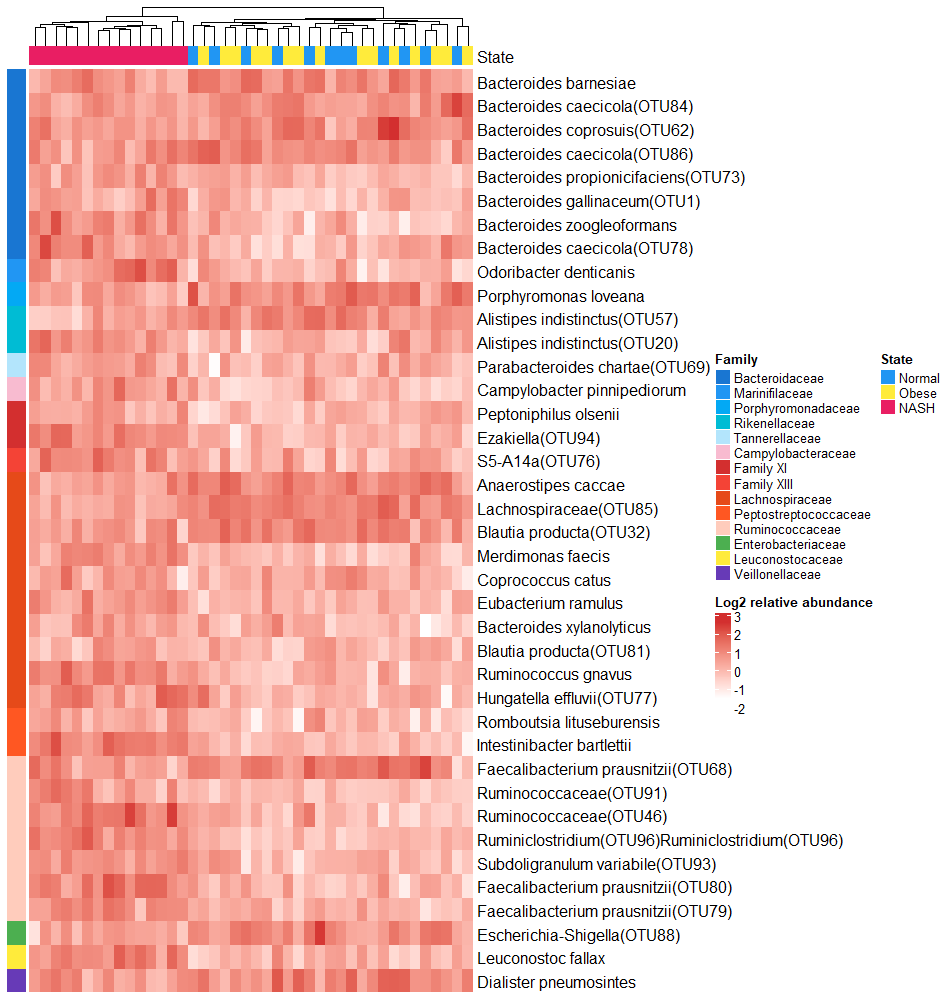 State
Bacteroides barnesiae
Bacteroides caecicola(OTU84)
Bacteroides coprosuis(OTU62)
Bacteroides caecicola(OTU86)
Bacteroides propionicifaciens(OTU73)
Bacteroides gallinaceum(OTU1)
Bacteroides zoogleoformans
Bacteroides caecicola(OTU78)
Odoribacter denticanis
Porphyromonas loveana
Alistipes indistinctus(OTU57)
Alistipes indistinctus(OTU20)
Parabacteroides chartae(OTU69)
Campylobacter pinnipediorum
Peptoniphilus olsenii
Ezakiella(OTU94)
S5-A14a(OTU76)
Anaerostipes caccae
Lachnospiraceae(OTU85)
Blautia producta(OTU32)
Merdimonas faecis
Coprococcus catus
Eubacterium ramulus
Bacteroides xylanolyticus
Blautia producta(OTU81)
Ruminococcus gnavus
Hungatella effluvii(OTU77)
Romboutsia lituseburensis
Intestinibacter bartlettii
Faecalibacterium prausnitzii(OTU68)
Ruminococcaceae(OTU91)
Ruminococcaceae(OTU46)
Ruminiclostridium(OTU96)Ruminiclostridium(OTU96)
Subdoligranulum variabile(OTU93)
Faecalibacterium prausnitzii(OTU80)
Faecalibacterium prausnitzii(OTU79)
Escherichia-Shigella(OTU88)
Leuconostoc fallax
Dialister pneumosintes
Family
Bacteroidaceae
Marinifilaceae
Porphyromonadaceae
Rikenellaceae
Tannerellaceae
Campylobacteraceae
Family XI
Family XIII
Lachnospiraceae
Peptostreptococcaceae
Ruminococcaceae
Enterobacteriaceae
Leuconostocaceae
Veillonellaceae
State
Normal
Obese
NASH
Log2 relative abundance
3
2
1
0
-1
-2